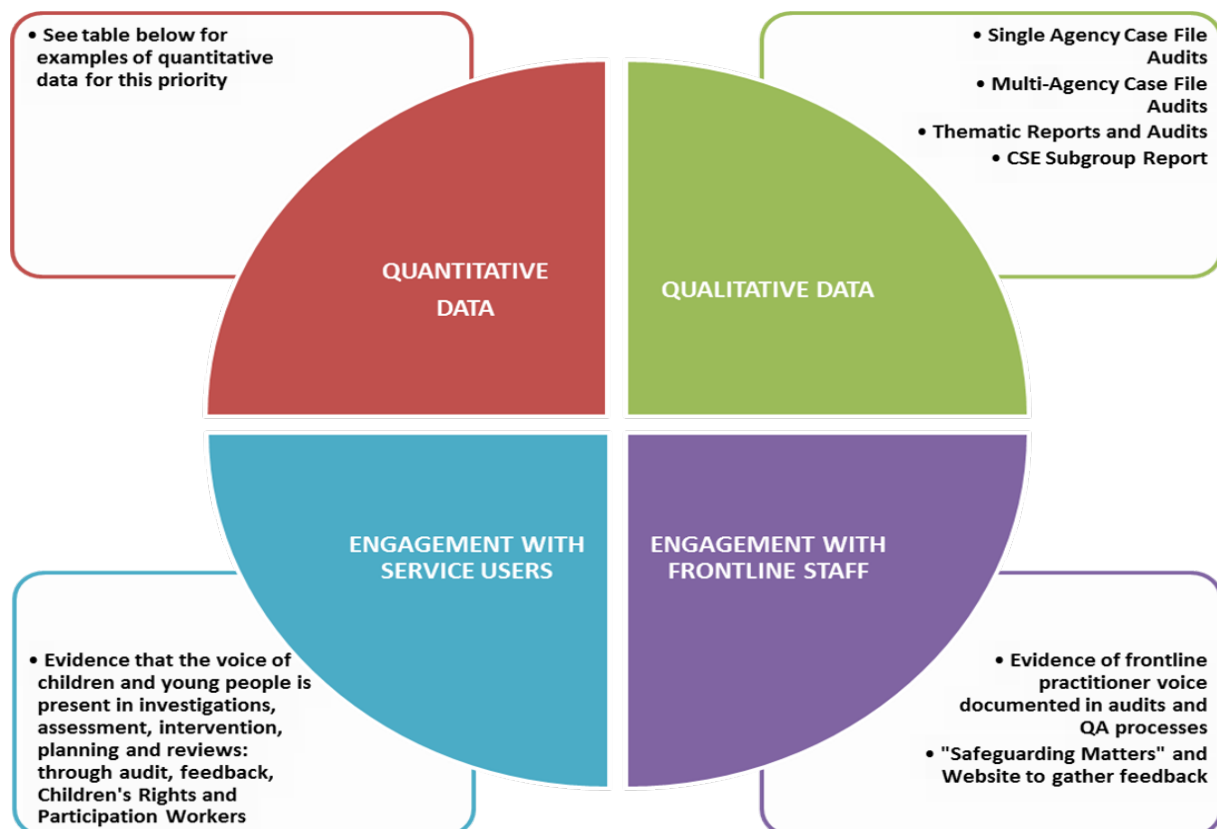 • See table below for
examples of quantitative
data for this priority
• Single Agency Case File
Audits
• Multi-Agency Case File
Audits
• Thematic Reports and Audits
• CSE Subgroup Report
QUANTITATIVE
DATA
QUALITATIVE DATA
ENGAGEMENT WITH
SERVICE USERS
ENGAGEMENT WITH
FRONTLINE STAFF
• Evidence that the voice of
children and young people is
present in investigations,
assessment, intervention,
planning and reviews:
through audit, feedback,
Children's Rights and
Participation Workers
• Evidence of frontline
practitioner voice
documented in audits and
QA processes
• "Safeguarding Matters" and
Website to gather feedback